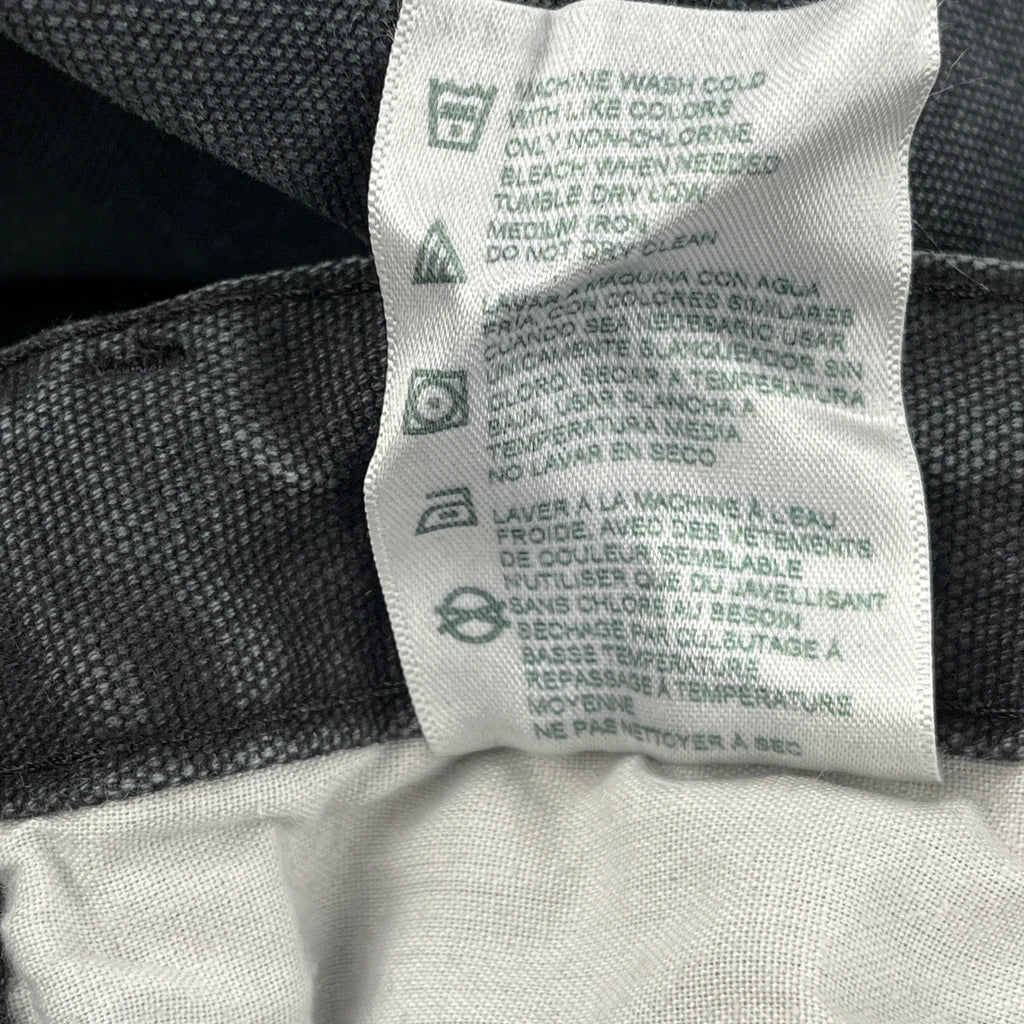 MACHINE WASH COLD
WITH LIKE COLORS
ONLY NON-CHLORINE
BLEACH WHEN NEEDED
TUMBLE DRY LOW
MEDIUM IRON
DO NOT DRY CLEAN
LAVAR A MAQUINA CON AGUA
FRIA, CON COLORES SIMILARES
CUANDO SEA NECESARIO, USAR
UNICAMENTE BLANQUEADOR SIN
CLORO, SECAR A TEMPERATURA
BAJA, USAR PLANCHA A
TEMPERATURA MEDIA
NO LAVAR EN SECO
LAVER A LA MACHINE À L'EAU
FROIDE, AVEC DES VÊTEMENTS
DE COULEUR SEMBLABLE
N'UTILISER QUE DU JAVELLISANT
SANS CHLORE AU BESOIN
SÉCHAGE PAR CULBUTAGE À
BASSE TEMPÉRATURE
REPASSAGE À TEMPÉRATURE
MOYENNE
NE PAS NETTOYER À SEC